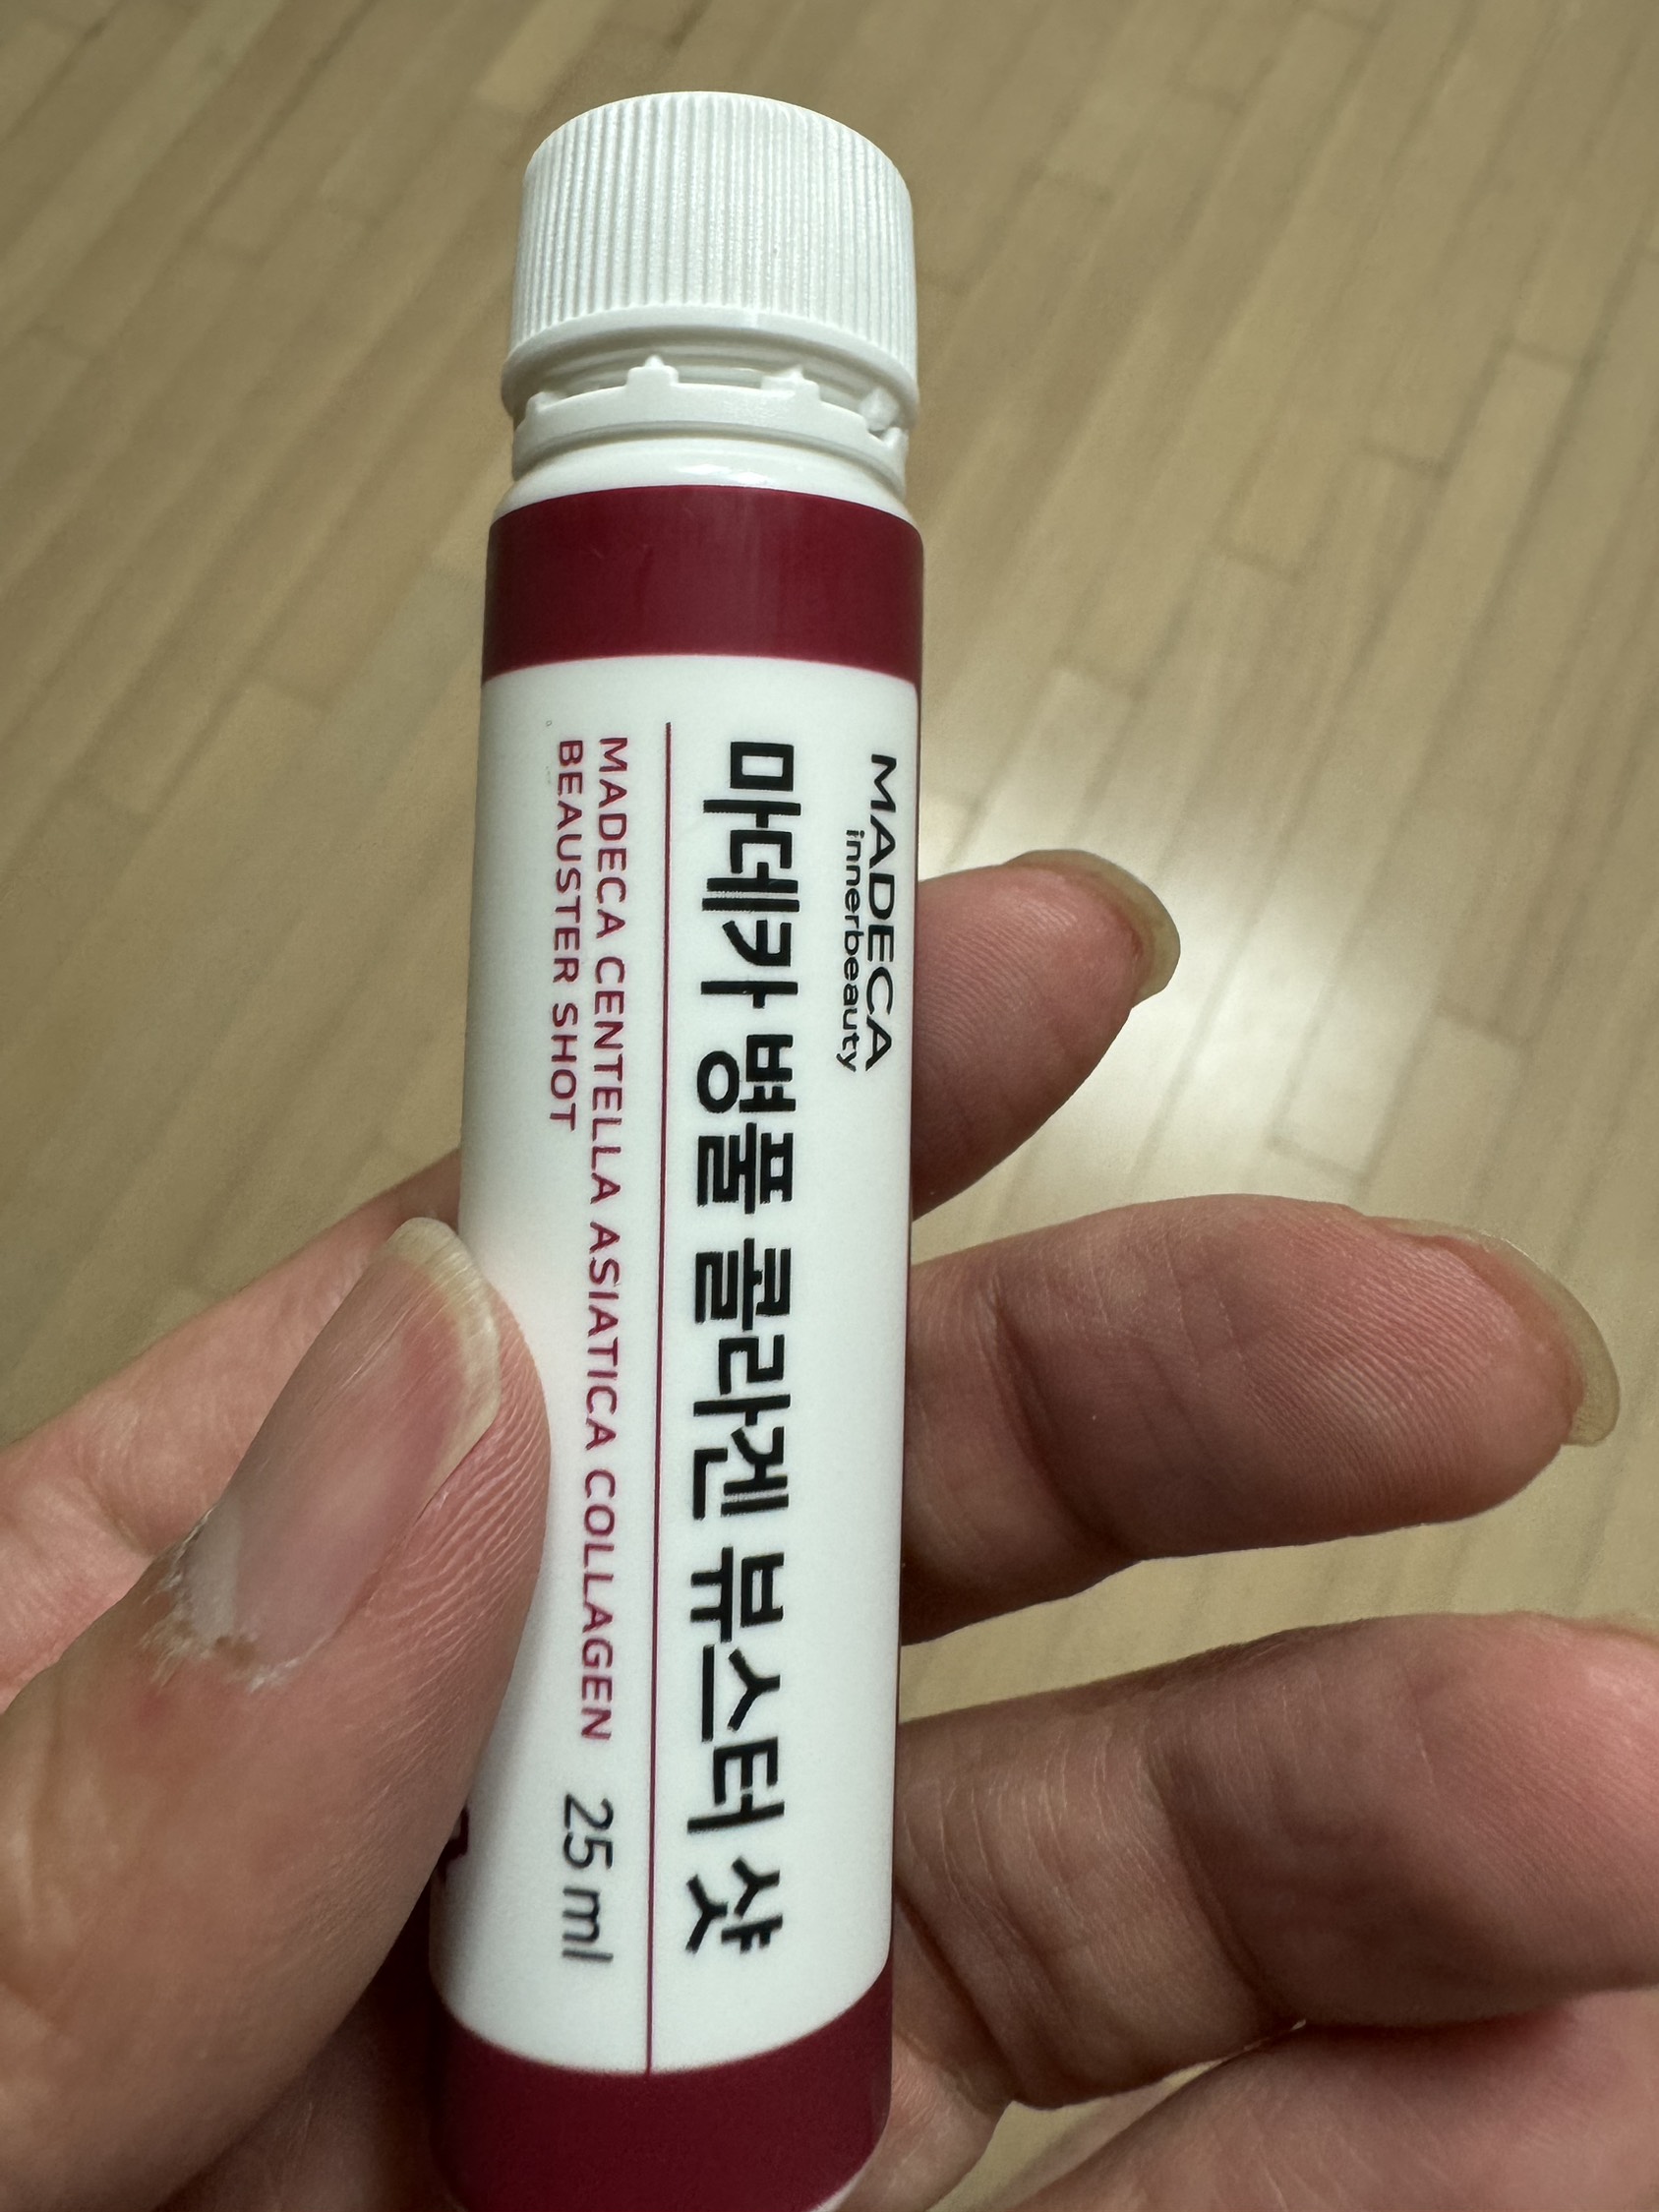 MADECA
innerbeauty
마데카 병풀 콜라겐 뷰스터 샷
MADECA CENTELLA ASIATICA COLLAGEN
BEAUSTER SHOT
25 ml